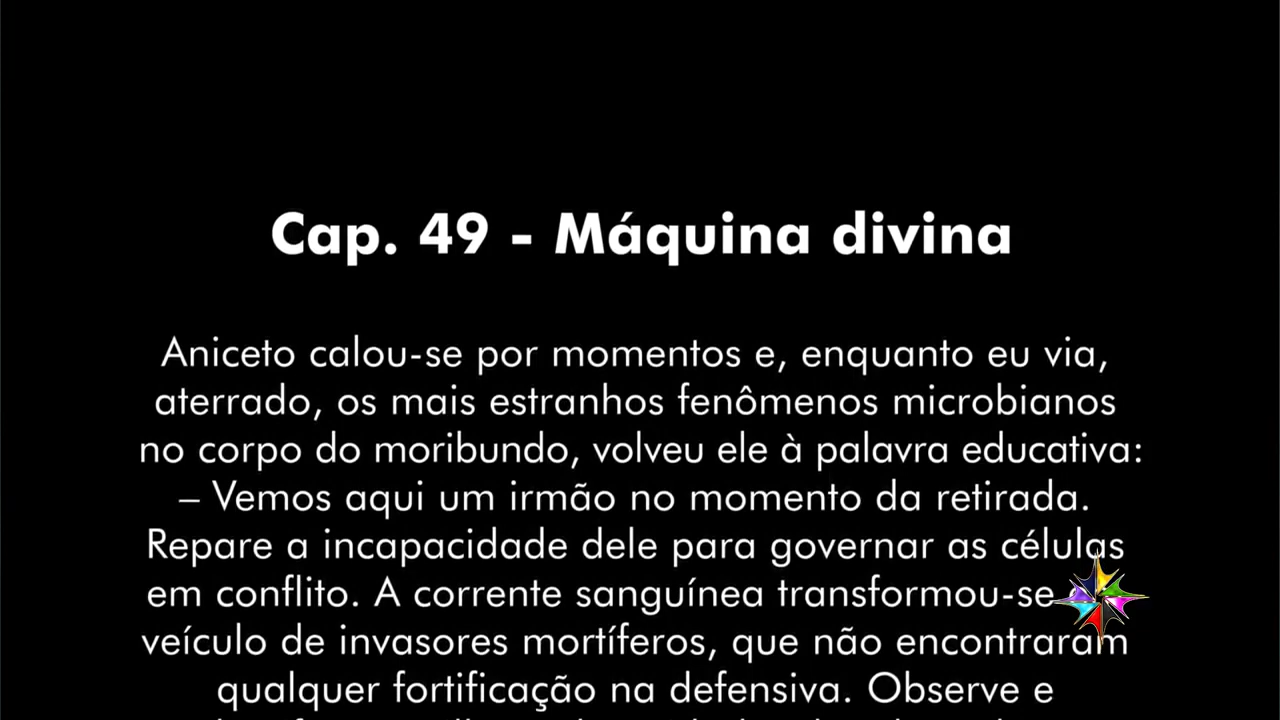 Cap. 49 - Máquina divina
Aniceto calou-se por momentos e, enquanto eu via,
aterrado, os mais estranhos fenômenos microbianos
no corpo do moribundo, volveu ele à palavra educativa:
– Vemos aqui um irmão no momento da retirada.
Repare a incapacidade dele para governar as células
em conflito. A corrente sanguínea transformou-se
veículo de invasores mortíferos, que não encontraram
qualquer fortificação na defensiva. Observe e